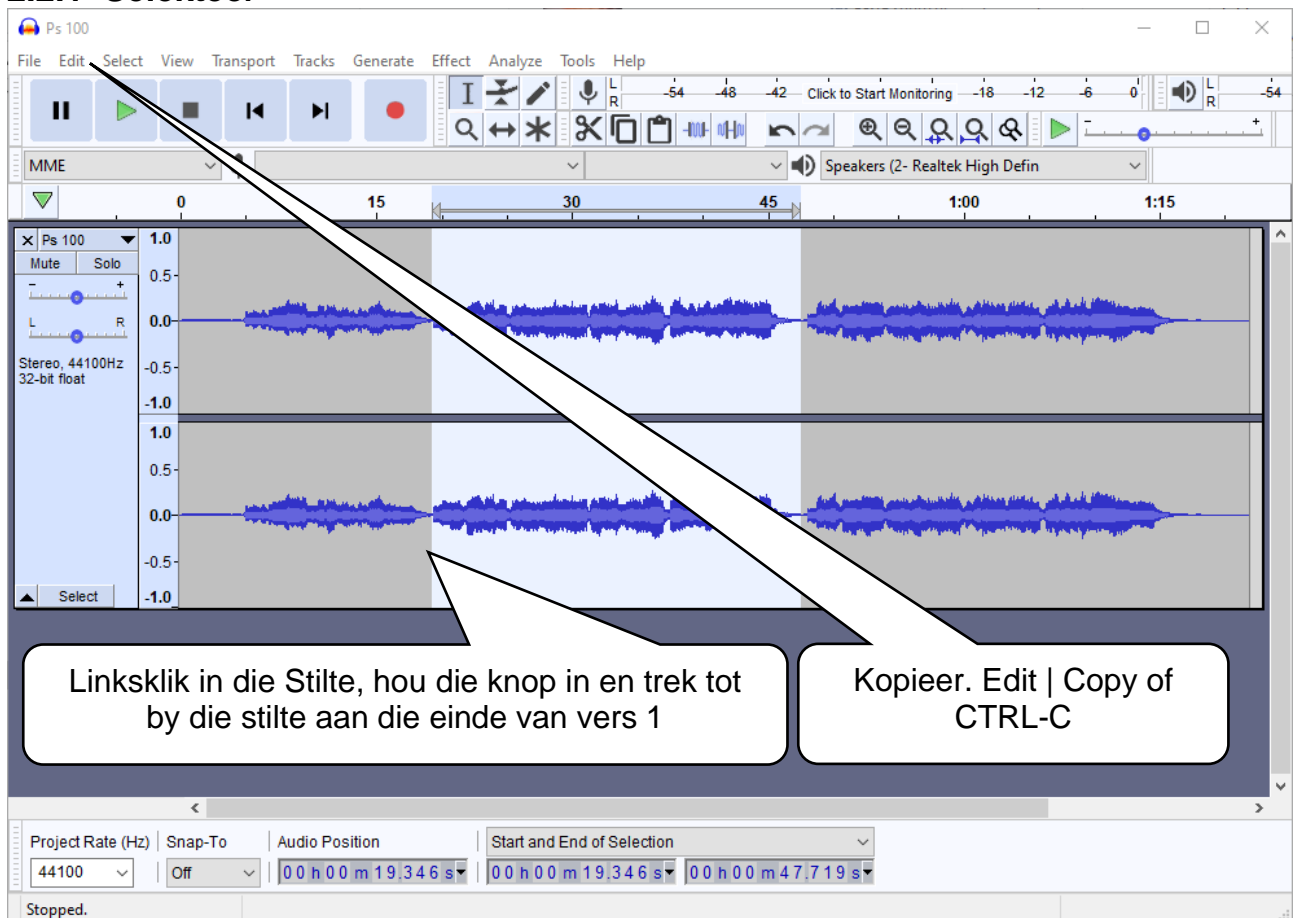 Ps 100
File Edit Select View Transport Tracks Generate Effect Analyze Tools Help
L
R
-54 -48 -42 Click to Start Monitoring -18 -12 -6 0
L
R
-54
MME
Speakers (2- Realtek High Defin
0 15 30 45 1:00 1:15
Ps 100
Mute Solo
- +
L R
Stereo, 44100Hz
32-bit float
Select
1.0
0.5
0.0
-0.5
-1.0
1.0
0.5
0.0
-0.5
-1.0
Linksklik in die Stilte, hou die knop in en trek tot
by die stilte aan die einde van vers 1
Kopieer. Edit | Copy of
CTRL-C
Project Rate (Hz) Snap-To Audio Position Start and End of Selection
44100 Off 00 h 00 m 19.346 s 00 h 00 m 19.346 s 00 h 00 m 47.719 s
Stopped.